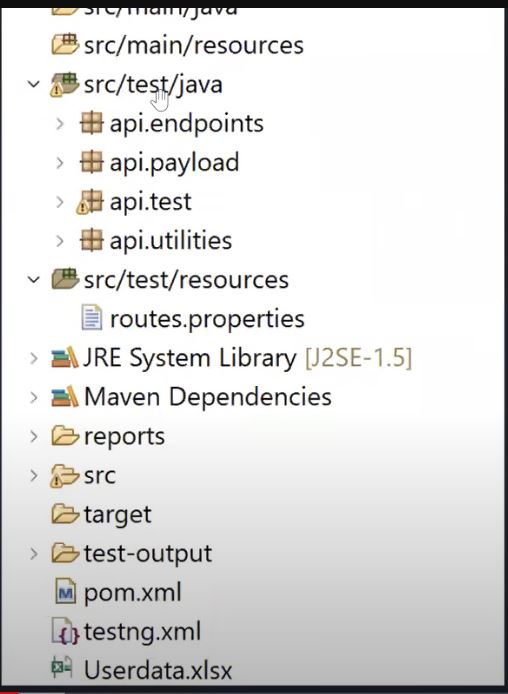 src/main/java
src/main/resources
src/test/java
api.endpoints
api.payload
api.test
api.utilities
src/test/resources
routes.properties
JRE System Library [J2SE-1.5]
Maven Dependencies
reports
src
target
test-output
pom.xml
testng.xml
Userdata.xlsx